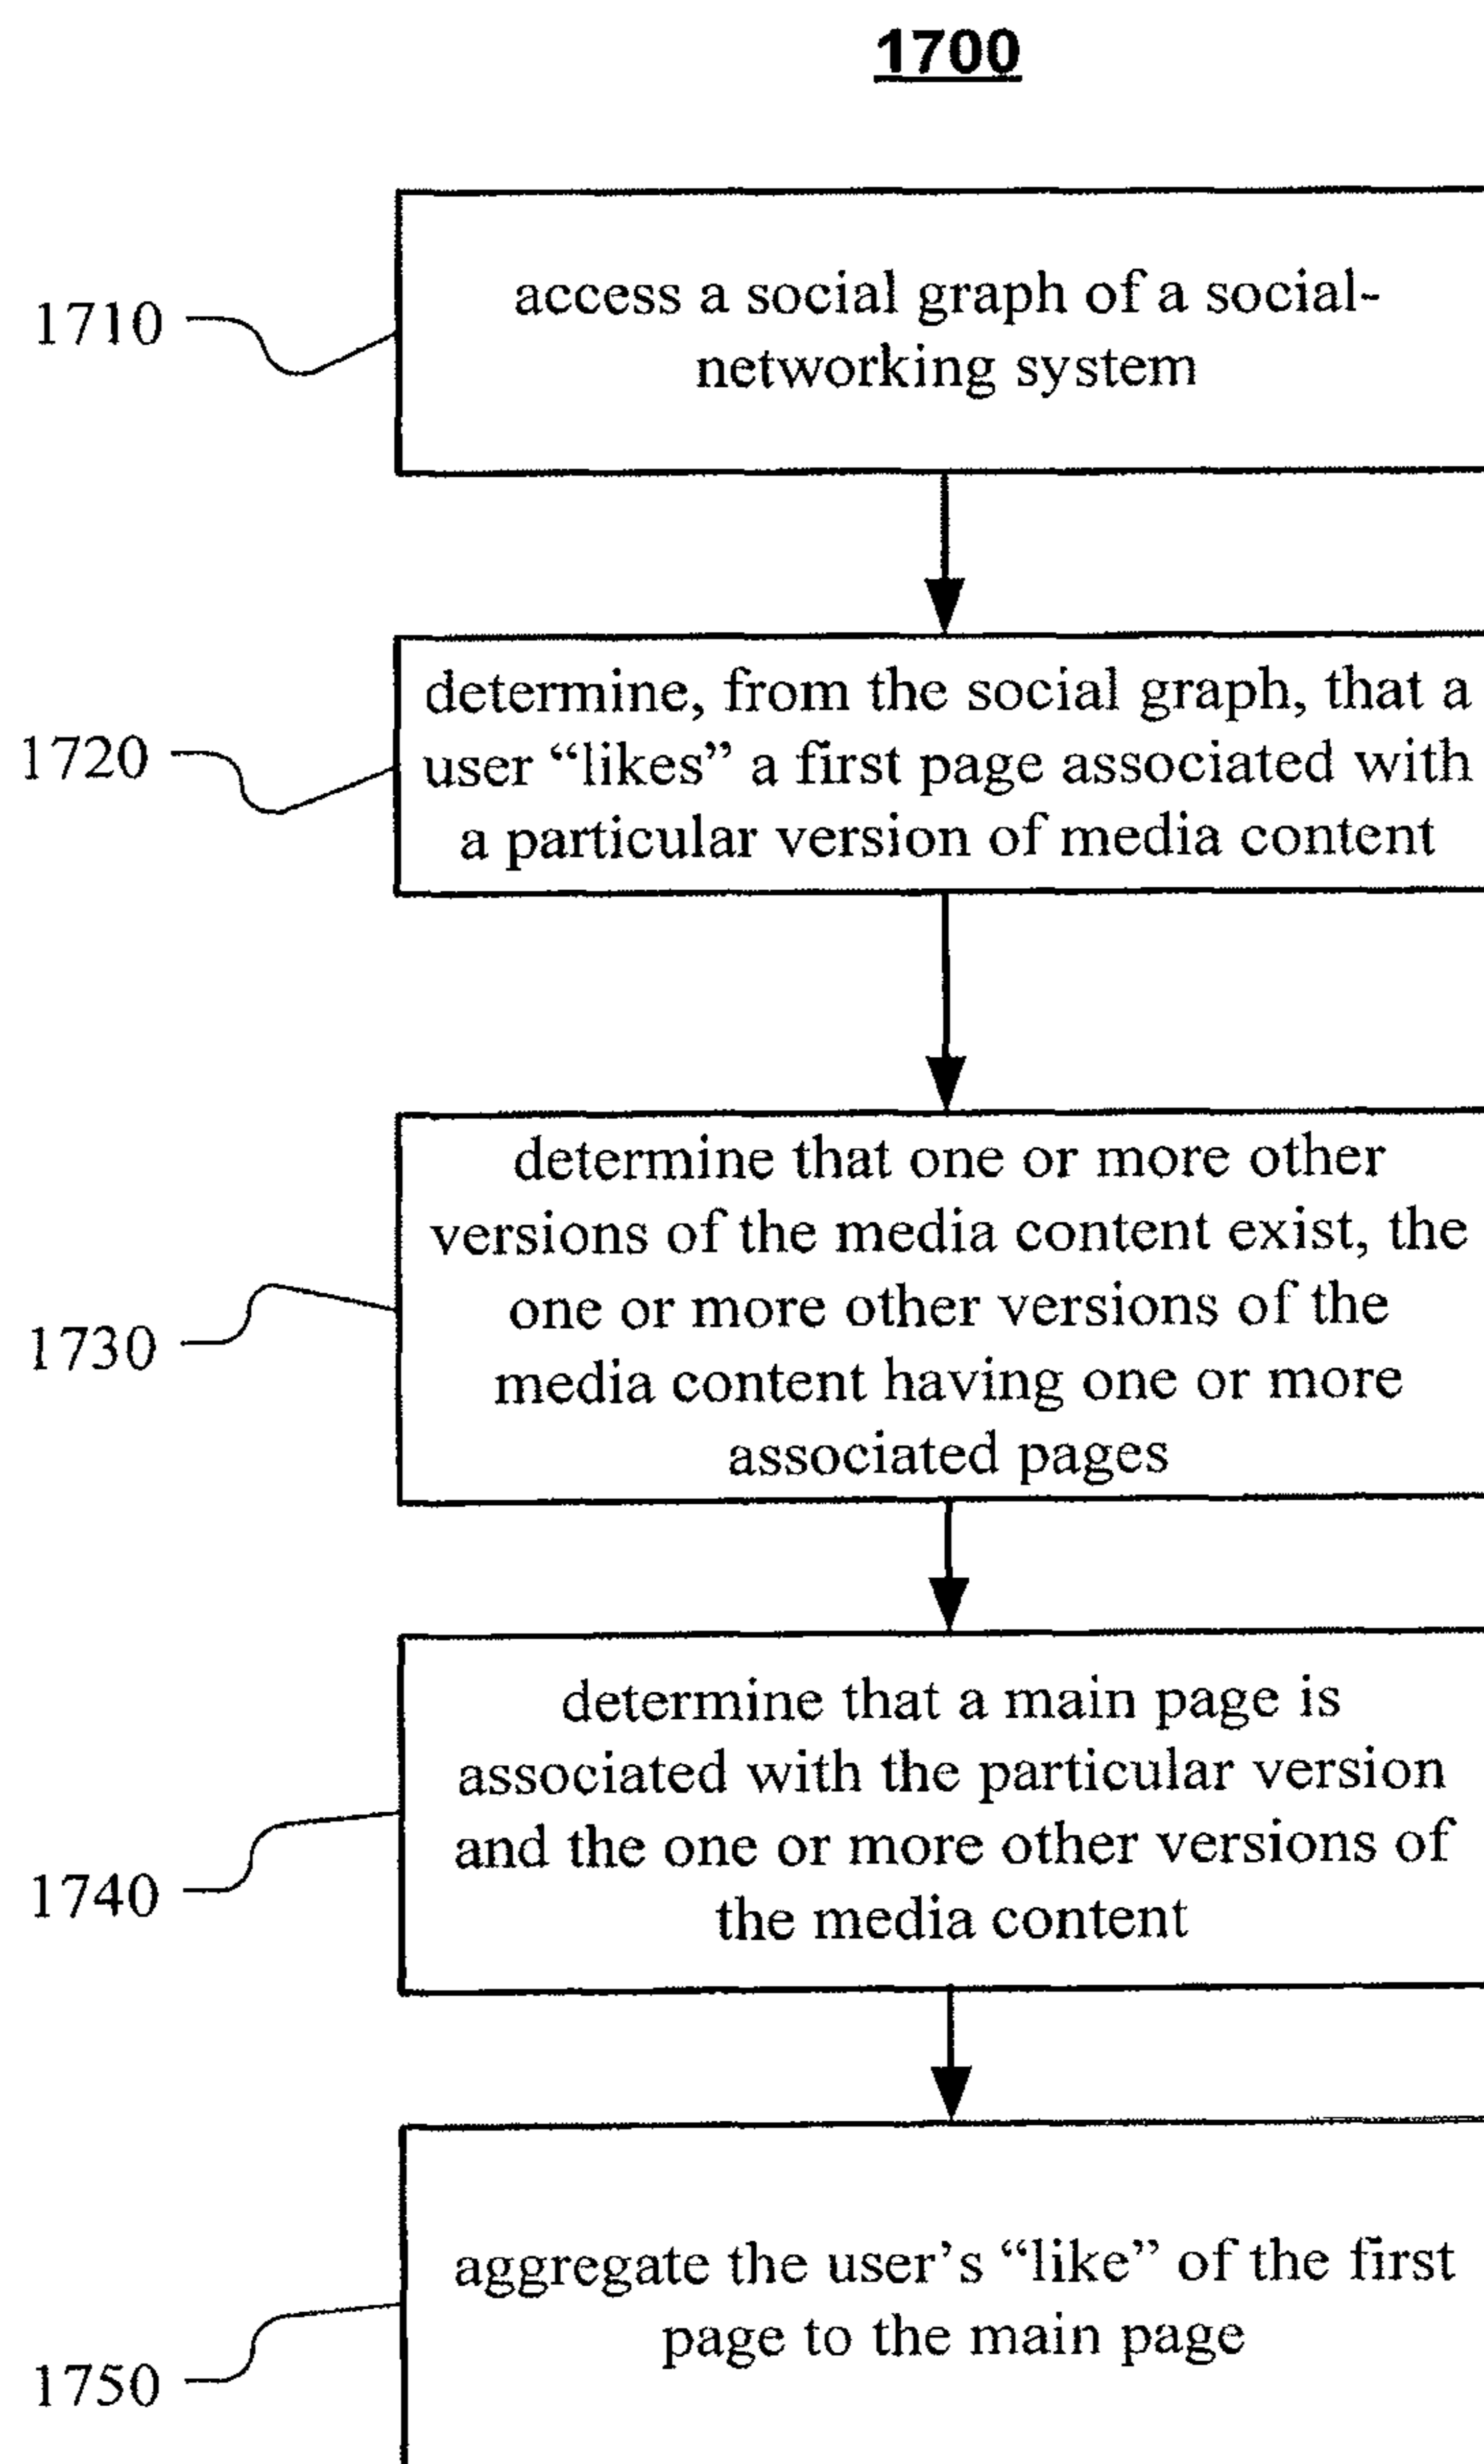 1700
1710
access a social graph of a social-
networking system
1720
determine, from the social graph, that a
user “likes” a first page associated with
a particular version of media content
1730
determine that one or more other
versions of the media content exist, the
one or more other versions of the
media content having one or more
associated pages
1740
determine that a main page is
associated with the particular version
and the one or more other versions of
the media content
1750
aggregate the user’s “like” of the first
page to the main page